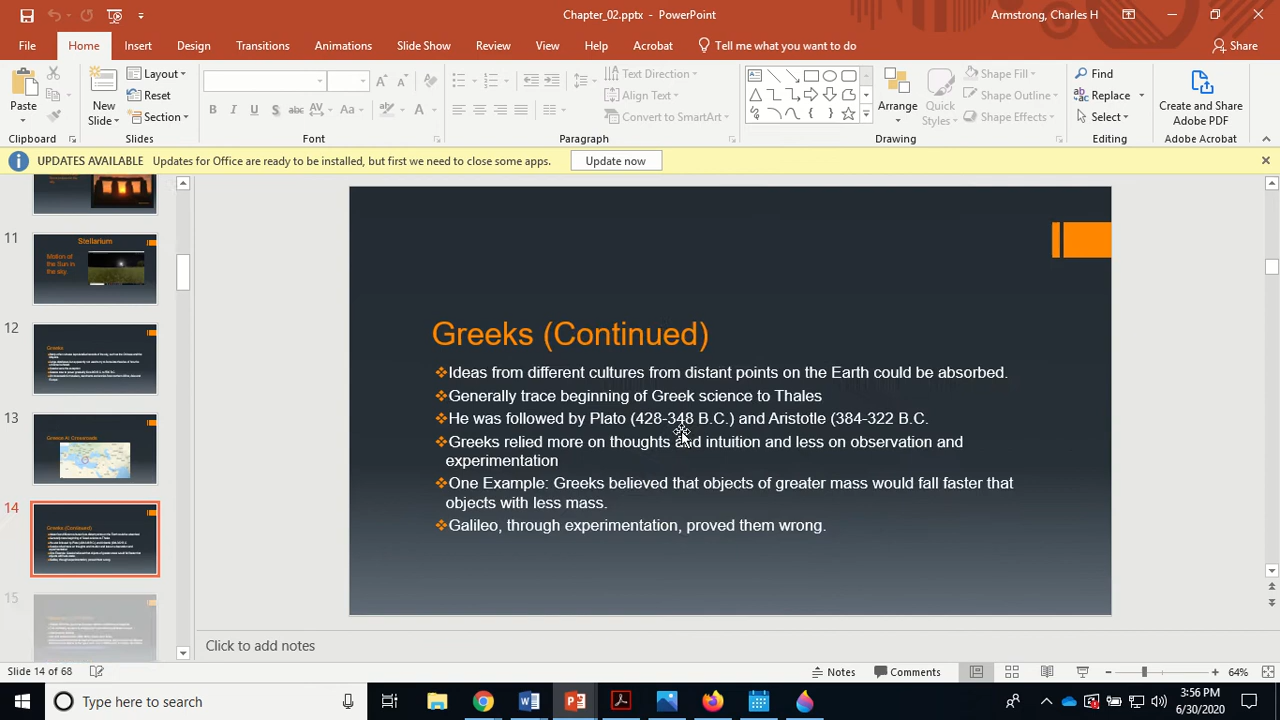 Chapter_02.pptx - PowerPoint
Armstrong, Charles H
File Home Insert Design Transitions Animations Slide Show Review View Help Acrobat Tell me what you want to do Share
Paste
New Slide
Layout
Reset
Section
Text Direction
Align Text
Convert to SmartArt
Arrange
Quick Styles
Shape Fill
Shape Outline
Shape Effects
Find
Replace
Select
Create and Share Adobe PDF
Clipboard Slides Font Paragraph Drawing Editing Adobe Acrobat
UPDATES AVAILABLE Updates for Office are ready to be installed, but first we need to close some apps. Update now
11
Stellarium
Motion of
the Sun in
the sky.
12
Greeks
13
14
Greeks (Continued)
15
Greeks (Continued)
Ideas from different cultures from distant points on the Earth could be absorbed.
Generally trace beginning of Greek science to Thales
He was followed by Plato (428-348 B.C.) and Aristotle (384-322 B.C.
Greeks relied more on thoughts and intuition and less on observation and
experimentation
One Example: Greeks believed that objects of greater mass would fall faster that
objects with less mass.
Galileo, through experimentation, proved them wrong.
Click to add notes
Slide 14 of 68 Notes Comments 64%
Type here to search
3:56 PM
6/30/2020